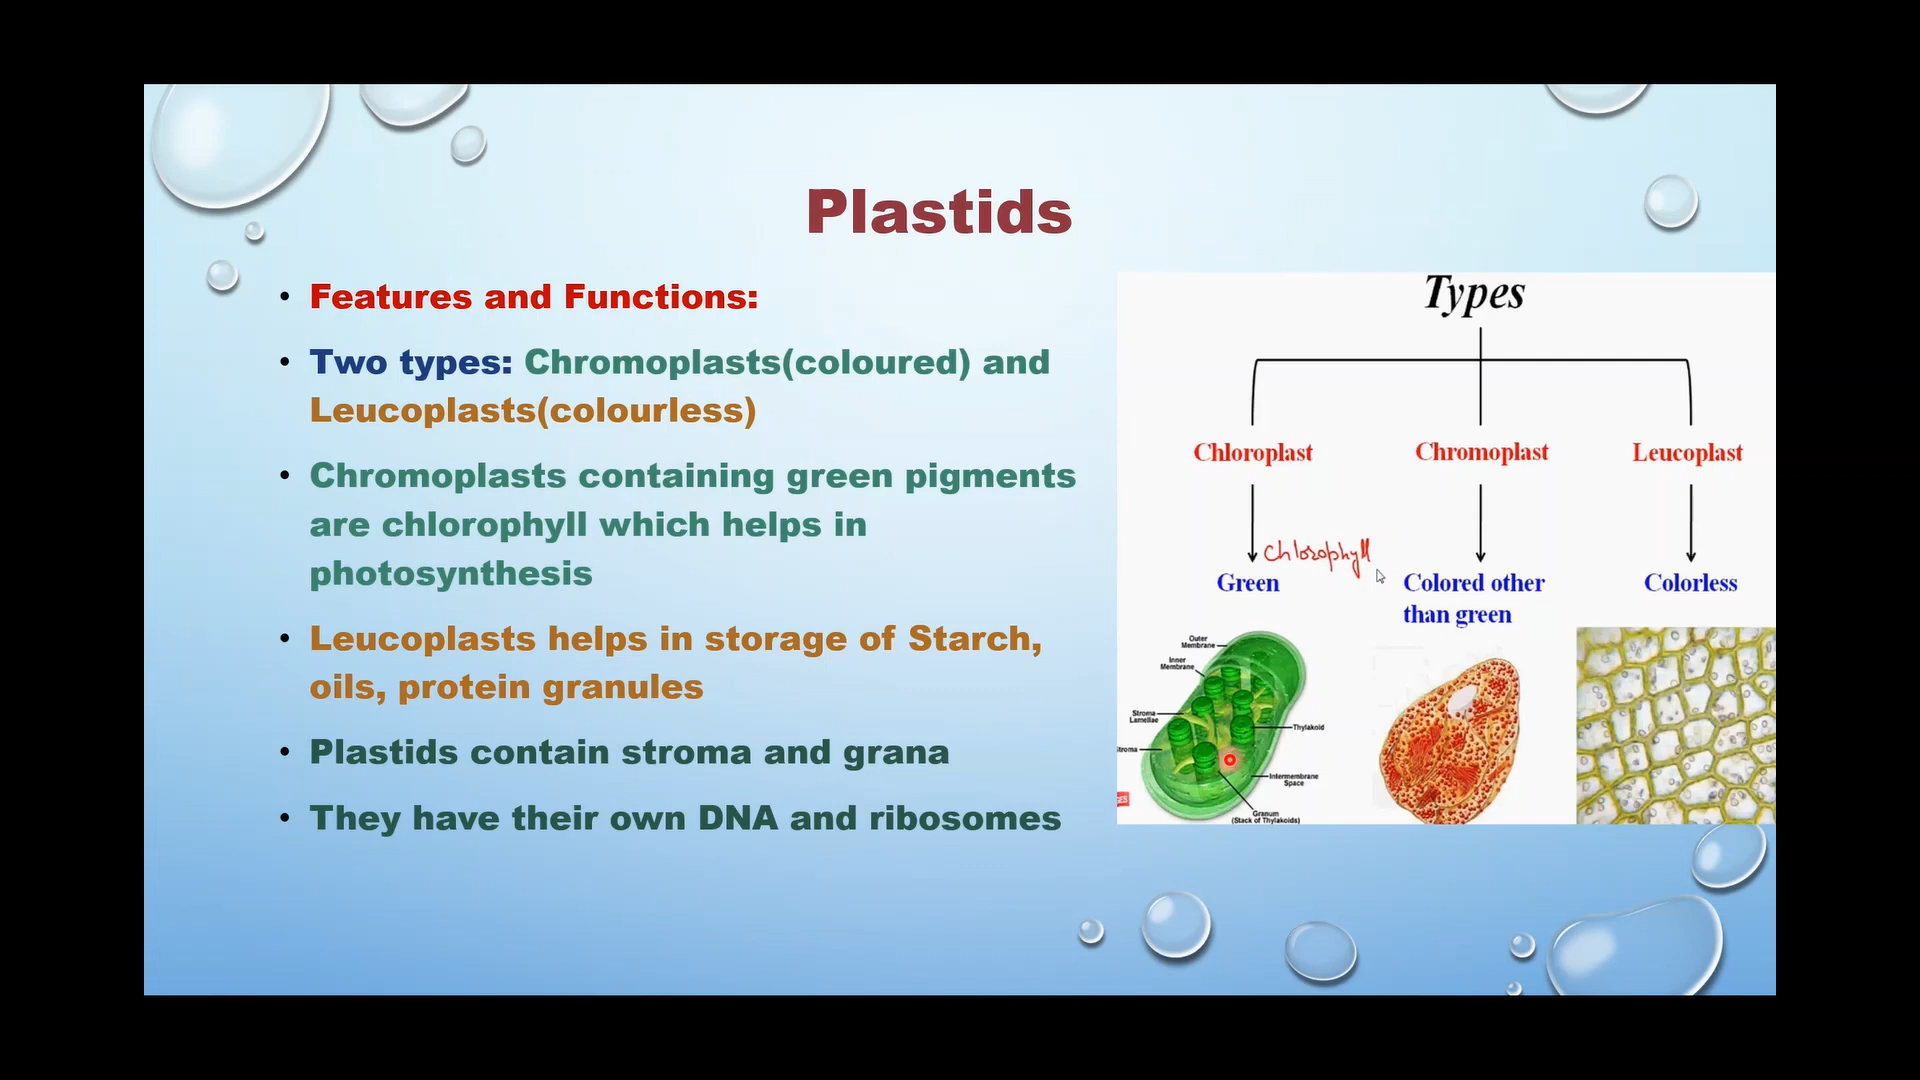 Plastids
• Features and Functions:
• Two types: Chromoplasts(coloured) and
Leucoplasts(colourless)
• Chromoplasts containing green pigments
are chlorophyll which helps in
photosynthesis
• Leucoplasts helps in storage of Starch,
oils, protein granules
• Plastids contain stroma and grana
• They have their own DNA and ribosomes
Types
Chloroplast Chromoplast Leucoplast
Chlorophyll
Green Colored other Colorless
than green
Outer
Membrane
Inner
Membrane
Stroma
Lamellae
Thylakoid
Intermembrane
Space
Granum
(Stack of Thylakoids)